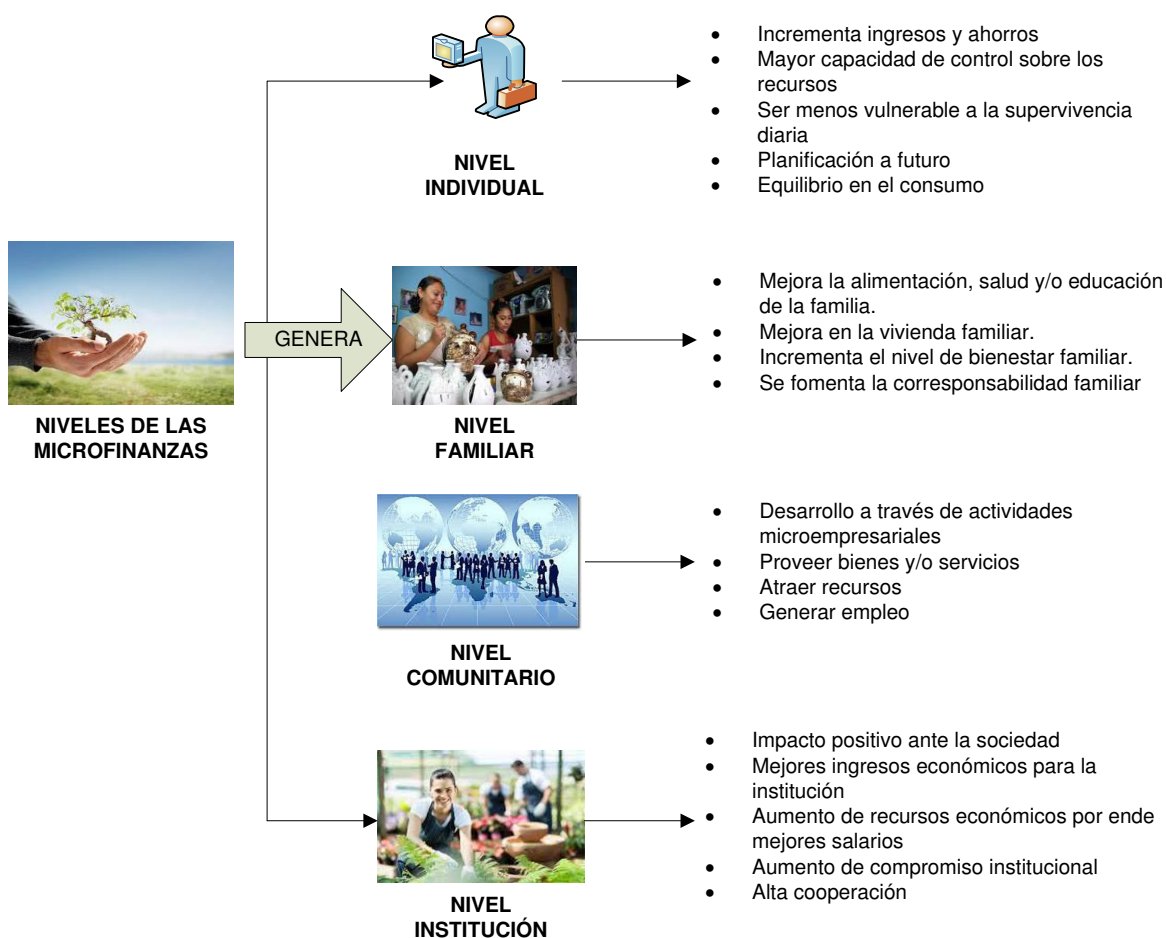 • Incrementa ingresos y ahorros
• Mayor capacidad de control sobre los
recursos
• Ser menos vulnerable a la supervivencia
diaria
• Planificación a futuro
• Equilibrio en el consumo
NIVEL
INDIVIDUAL
NIVELES DE LAS
MICROFINANZAS
GENERA
• Mejora la alimentación, salud y/o educación
de la familia.
• Mejora en la vivienda familiar.
• Incrementa el nivel de bienestar familiar.
• Se fomenta la corresponsabilidad familiar
NIVEL
FAMILIAR
• Desarrollo a través de actividades
microempresariales
• Proveer bienes y/o servicios
• Atraer recursos
• Generar empleo
NIVEL
COMUNITARIO
• Impacto positivo ante la sociedad
• Mejores ingresos económicos para la
institución
• Aumento de recursos económicos por ende
mejores salarios
• Aumento de compromiso institucional
• Alta cooperación
NIVEL
INSTITUCIÓN